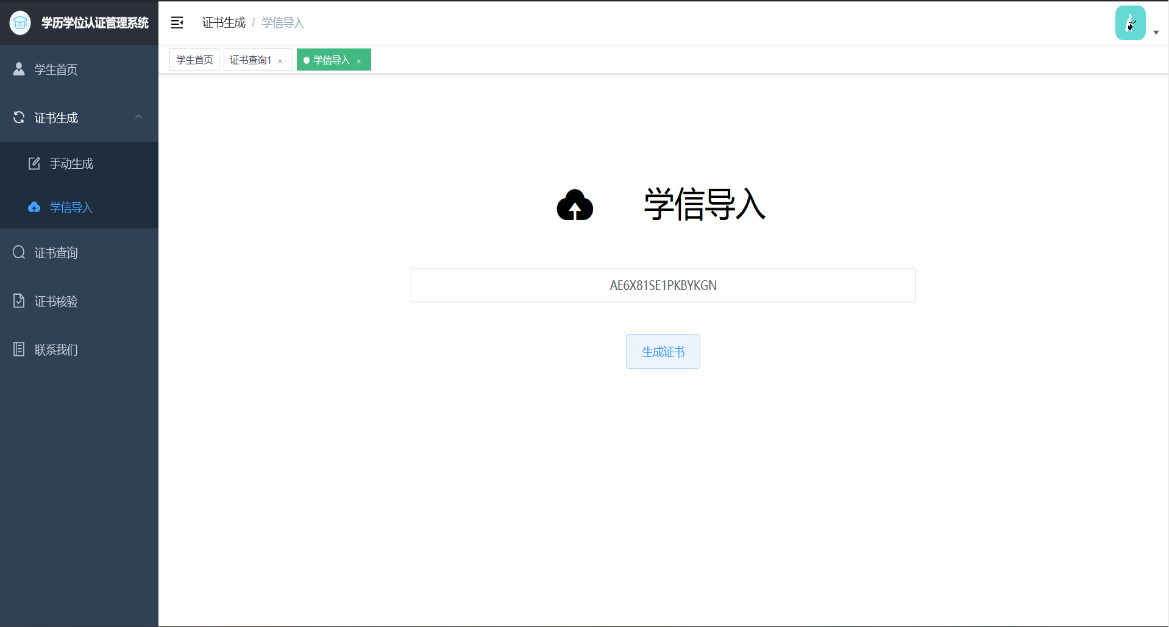 学历学位认证管理系统
证书生成 / 学信导入
学生首页
证书查询1 ×
学信导入 ×
学生首页
证书生成
手动生成
学信导入
证书查询
证书核验
联系我们
学信导入
AE6X81SE1PKBYKGN
生成证书